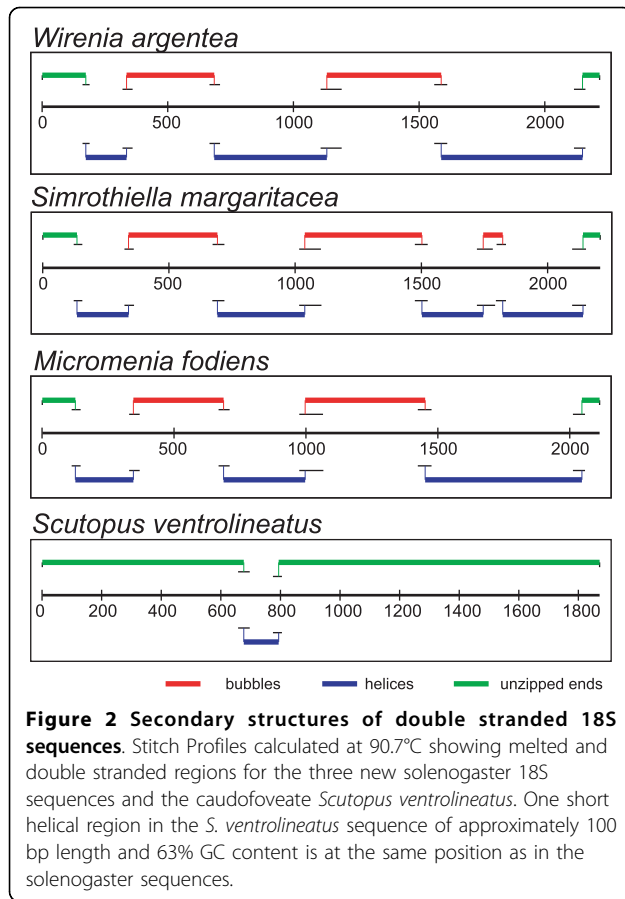 Wirenia argentea
0 500 1000 1500 2000
Simrothiella margaritacea
0 500 1000 1500 2000
Micromenia fodiens
0 500 1000 1500 2000
Scutopus ventrolineatus
0 200 400 600 800 1000 1200 1400 1600 1800
bubbles helices unzipped ends
Figure 2 Secondary structures of double stranded 18S
sequences. Stitch Profiles calculated at 90.7°C showing melted and
double stranded regions for the three new solenogaster 18S
sequences and the caudofoveate Scutopus ventrolineatus. One short
helical region in the S. ventrolineatus sequence of approximately 100
bp length and 63% GC content is at the same position as in the
solenogaster sequences.